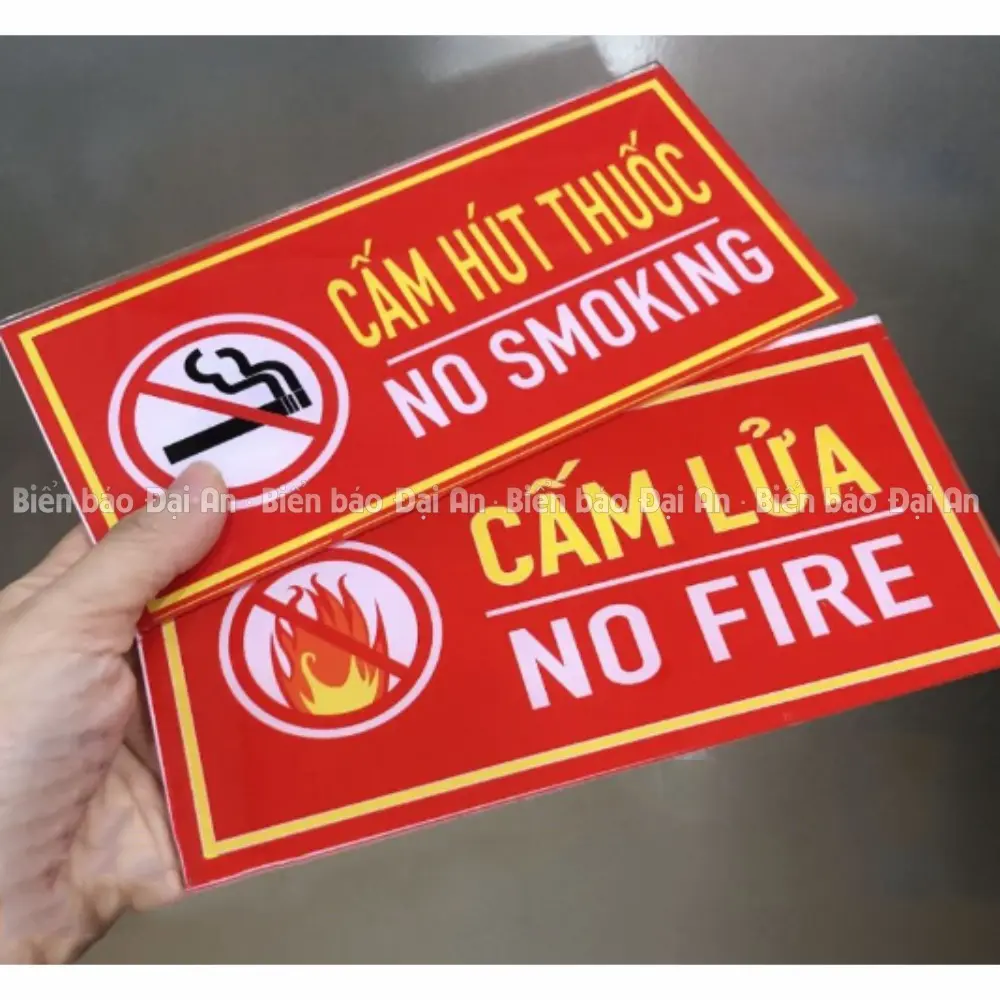 CẤM HÚT THUỐC
NO SMOKING
Biển báo Đại An · Biển báo Đại An · Biển báo Đại An · Biển báo Đại An
CẤM LỬA
NO FIRE